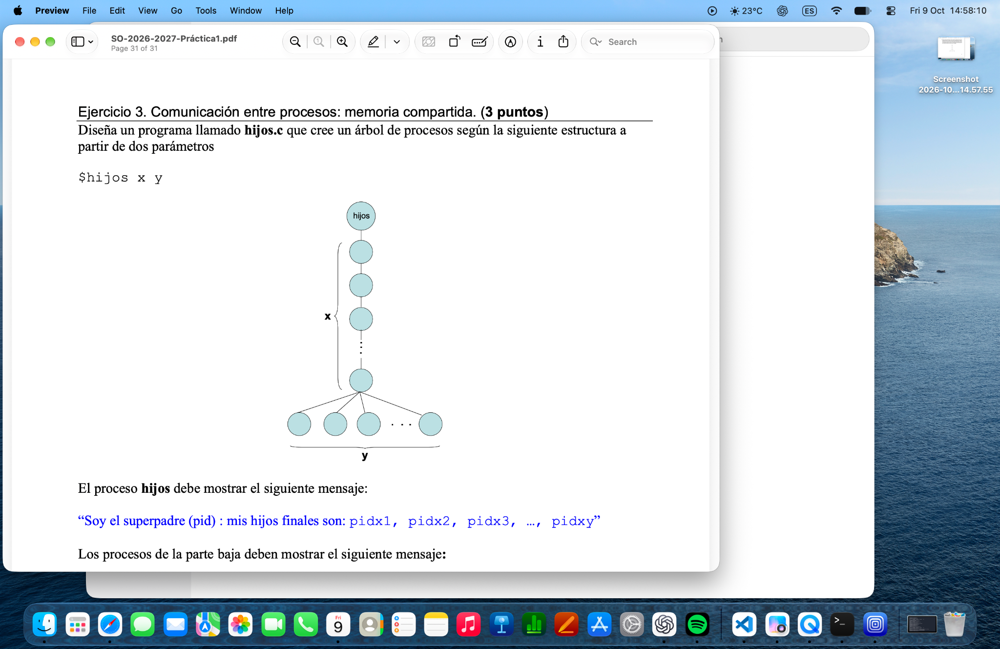 Preview File Edit View Go Tools Window Help
23°C ES Fri 9 Oct 14:58:10
SO-2026-2027-Práctica1.pdf
Page 31 of 31
Search
Screenshot
2026-10...14.57.55
Ejercicio 3. Comunicación entre procesos: memoria compartida. (3 puntos)
Diseña un programa llamado hijos.c que cree un árbol de procesos según la siguiente estructura a
partir de dos parámetros
$hijos x y
hijos
x
y
El proceso hijos debe mostrar el siguiente mensaje:
“Soy el superpadre (pid) : mis hijos finales son: pidx1, pidx2, pidx3, …, pidxy”
Los procesos de la parte baja deben mostrar el siguiente mensaje:
Fri
9